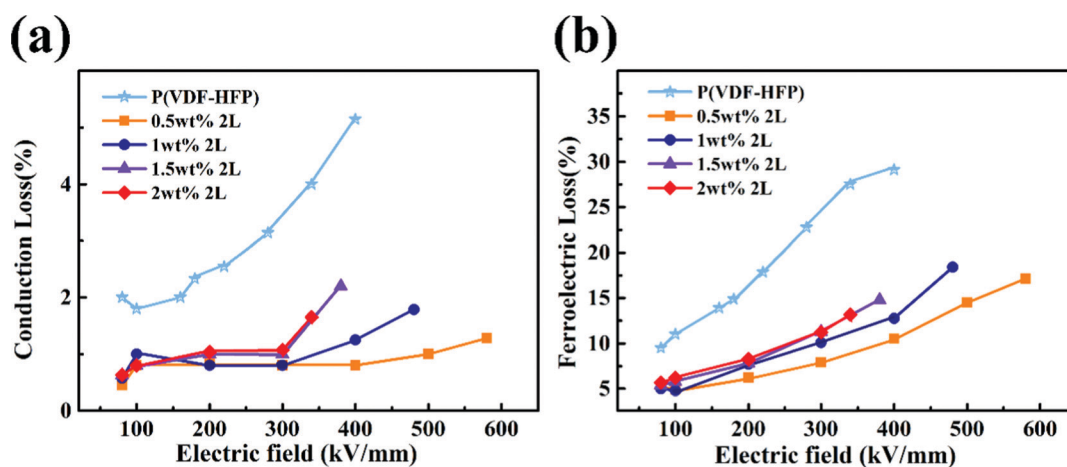 (a)
Conduction Loss(%)
4
2
0
P(VDF-HFP)
0.5wt% 2L
1wt% 2L
1.5wt% 2L
2wt% 2L
100 200 300 400 500 600
Electric field (kV/mm)
(b)
Ferroelectric Loss(%)
35
30
25
20
15
10
5
P(VDF-HFP)
0.5wt% 2L
1wt% 2L
1.5wt% 2L
2wt% 2L
100 200 300 400 500 600
Electric field (kV/mm)